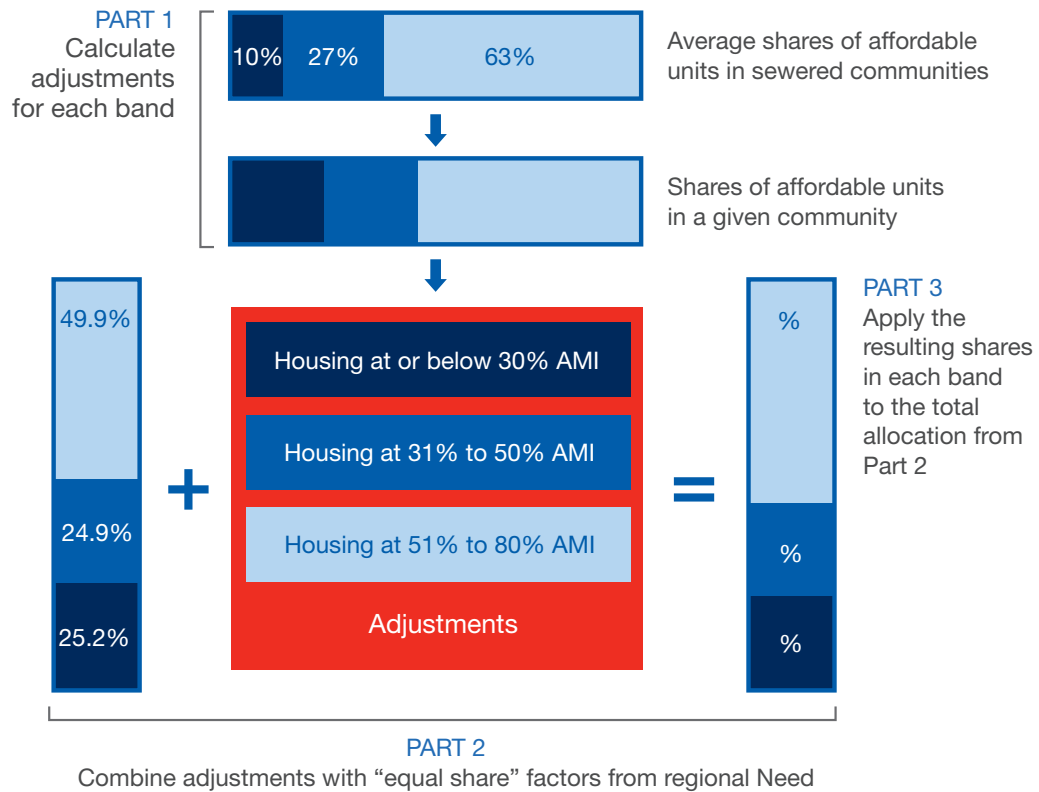 PART 1
Calculate
adjustments
for each band
10% 27% 63%
Average shares of affordable
units in sewered communities
Shares of affordable units
in a given community
49.9%
24.9%
25.2%
+
Housing at or below 30% AMI
Housing at 31% to 50% AMI
Housing at 51% to 80% AMI
Adjustments
=
%
%
%
PART 3
Apply the
resulting shares
in each band
to the total
allocation from
Part 2
PART 2
Combine adjustments with “equal share” factors from regional Need